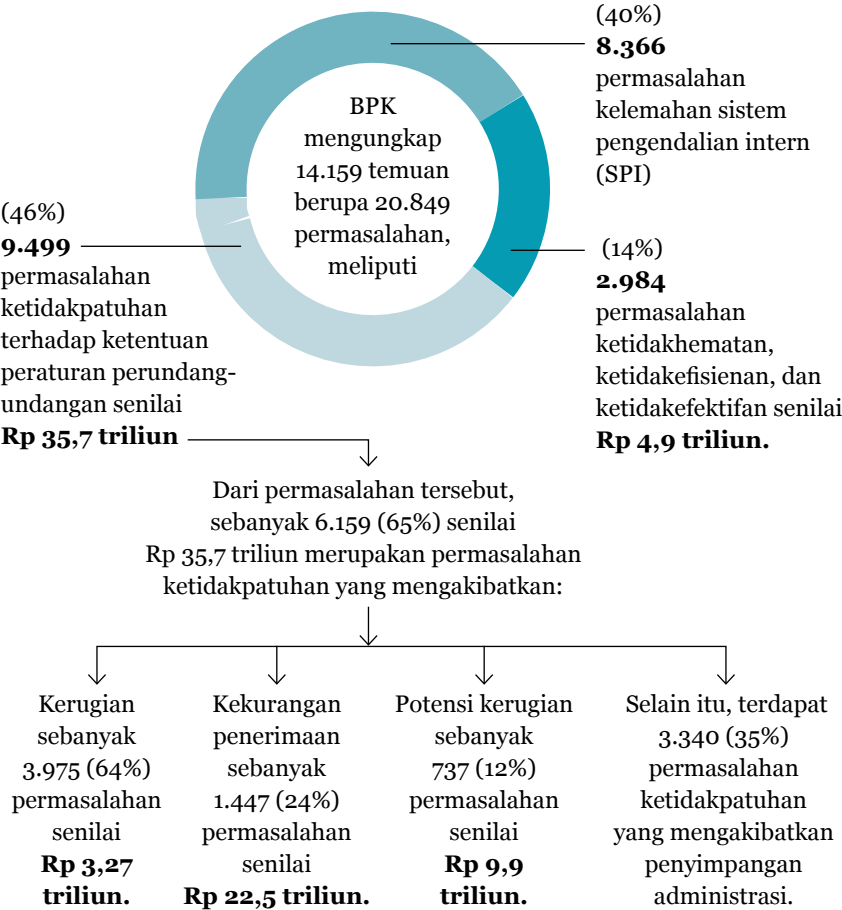 BPK
mengungkap
14.159 temuan
berupa 20.849
permasalahan,
meliputi
(40%)
8.366
permasalahan
kelemahan sistem
pengendalian intern
(SPI)
(14%)
2.984
permasalahan
ketidakhematan,
ketidakefisienan, dan
ketidakefektifan senilai
Rp 4,9 triliun.
(46%)
9.499
permasalahan
ketidakpatuhan
terhadap ketentuan
peraturan perundang-
undangan senilai
Rp 35,7 triliun
Dari permasalahan tersebut,
sebanyak 6.159 (65%) senilai
Rp 35,7 triliun merupakan permasalahan
ketidakpatuhan yang mengakibatkan:
Kerugian
sebanyak
3.975 (64%)
permasalahan
senilai
Rp 3,27
triliun.
Kekurangan
penerimaan
sebanyak
1.447 (24%)
permasalahan
senilai
Rp 22,5 triliun.
Potensi kerugian
sebanyak
737 (12%)
permasalahan
senilai
Rp 9,9
triliun.
Selain itu, terdapat
3.340 (35%)
permasalahan
ketidakpatuhan
yang mengakibatkan
penyimpangan
administrasi.